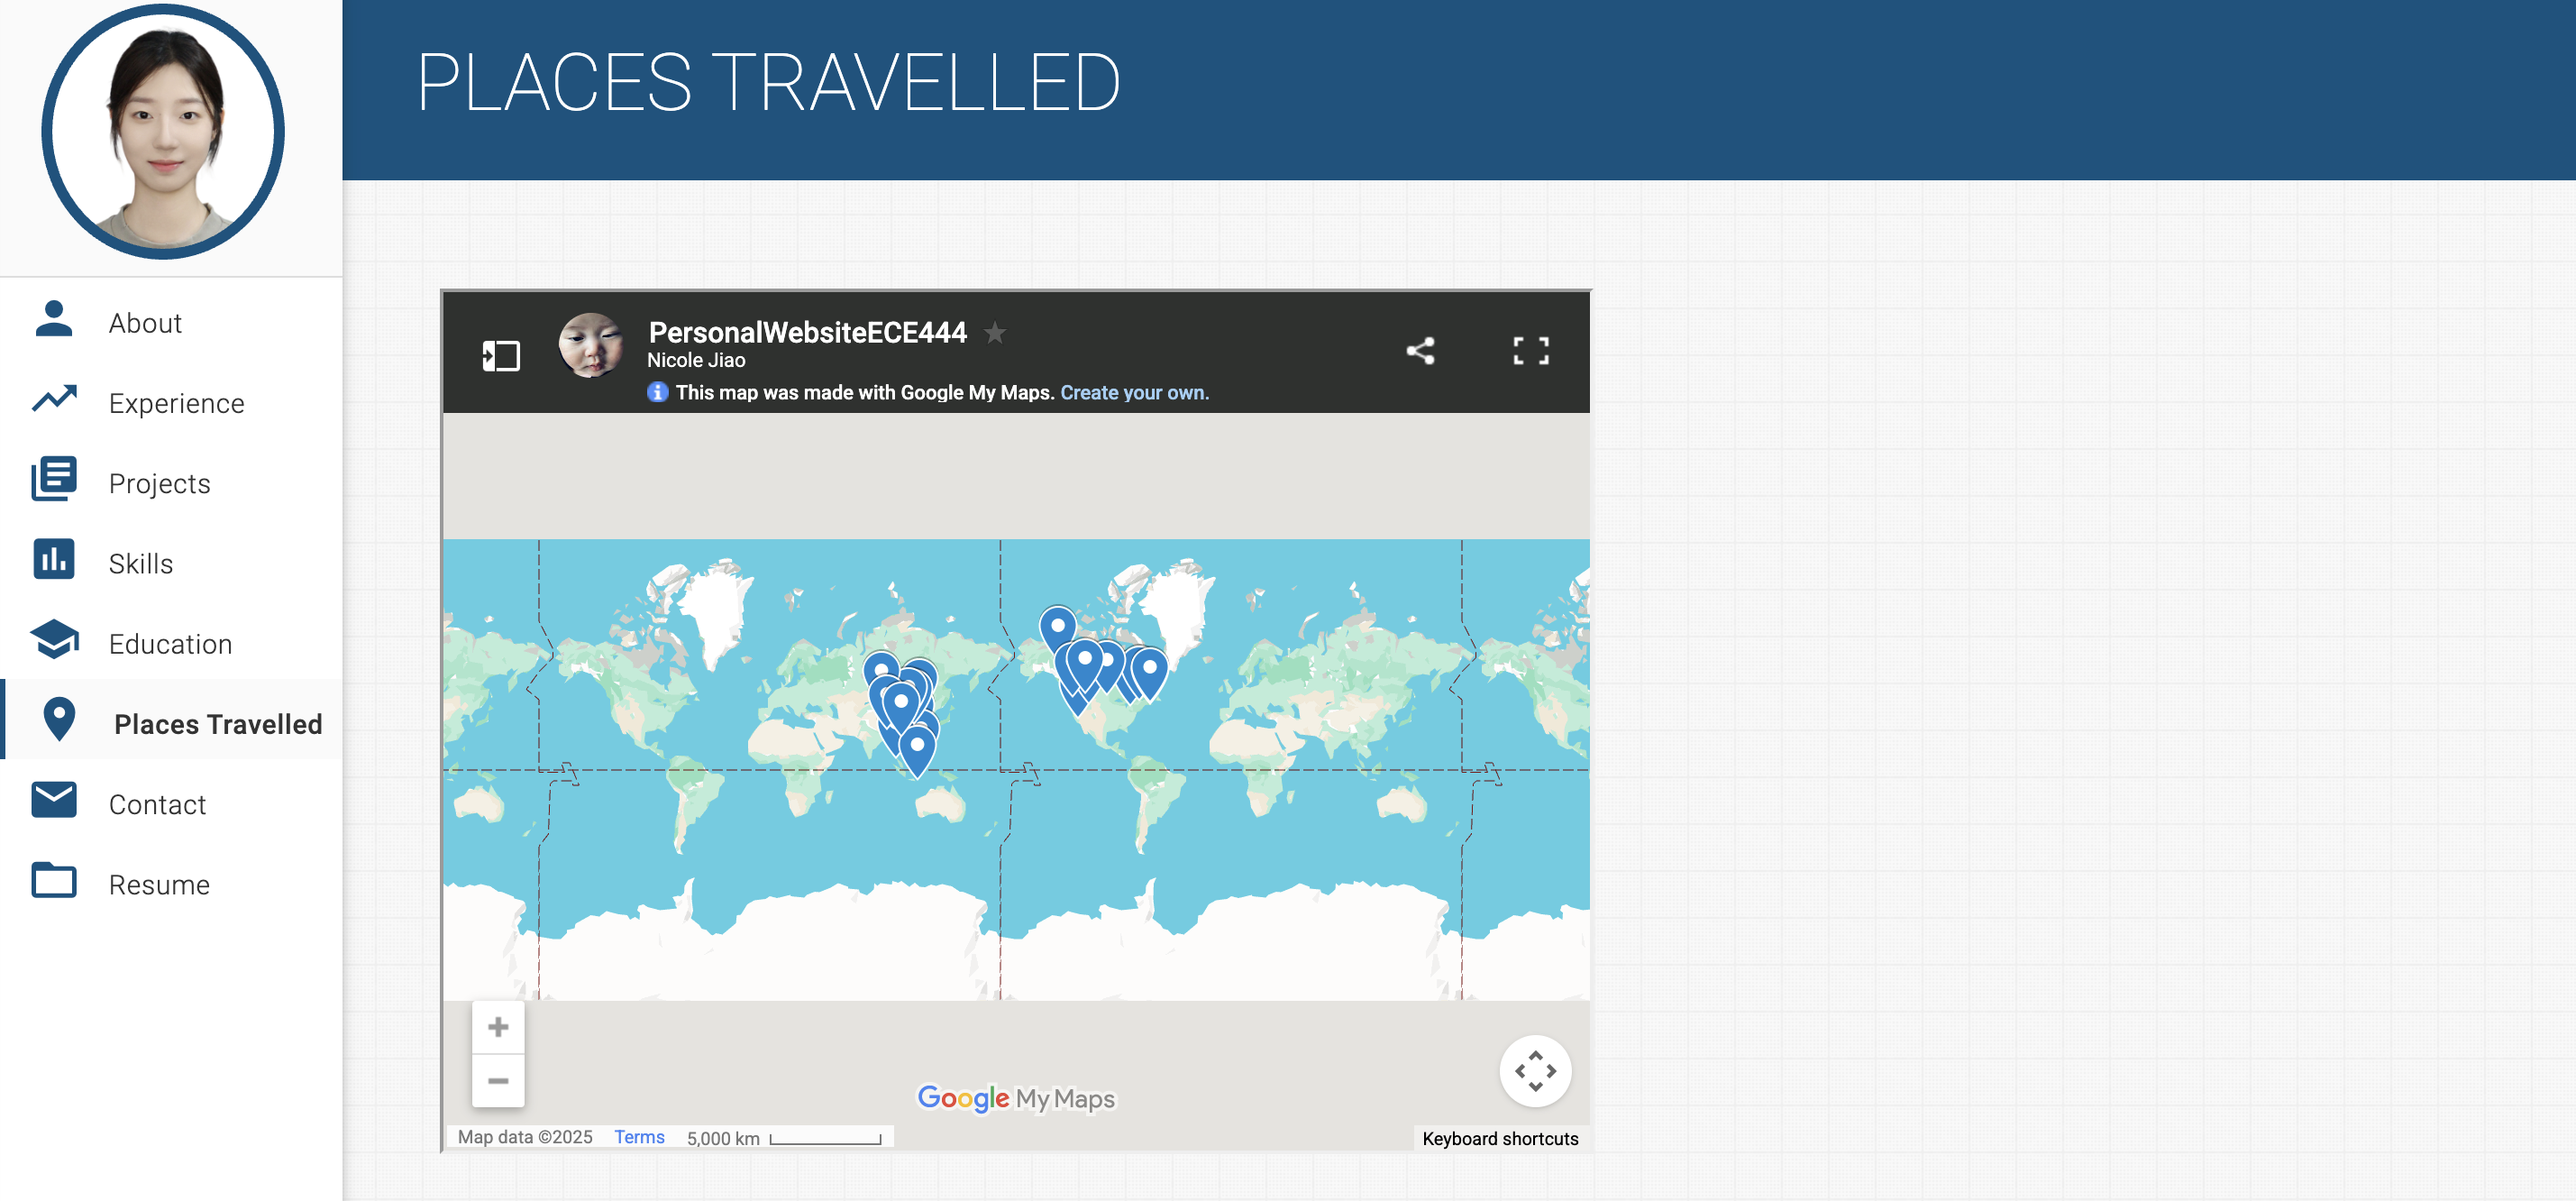 PLACES TRAVELLED
About
Experience
Projects
Skills
Education
Places Travelled
Contact
Resume
PersonalWebsiteECE444
Nicole Jiao
This map was made with Google My Maps. Create your own.
Google My Maps
Map data ©2025 Terms 5,000 km
Keyboard shortcuts